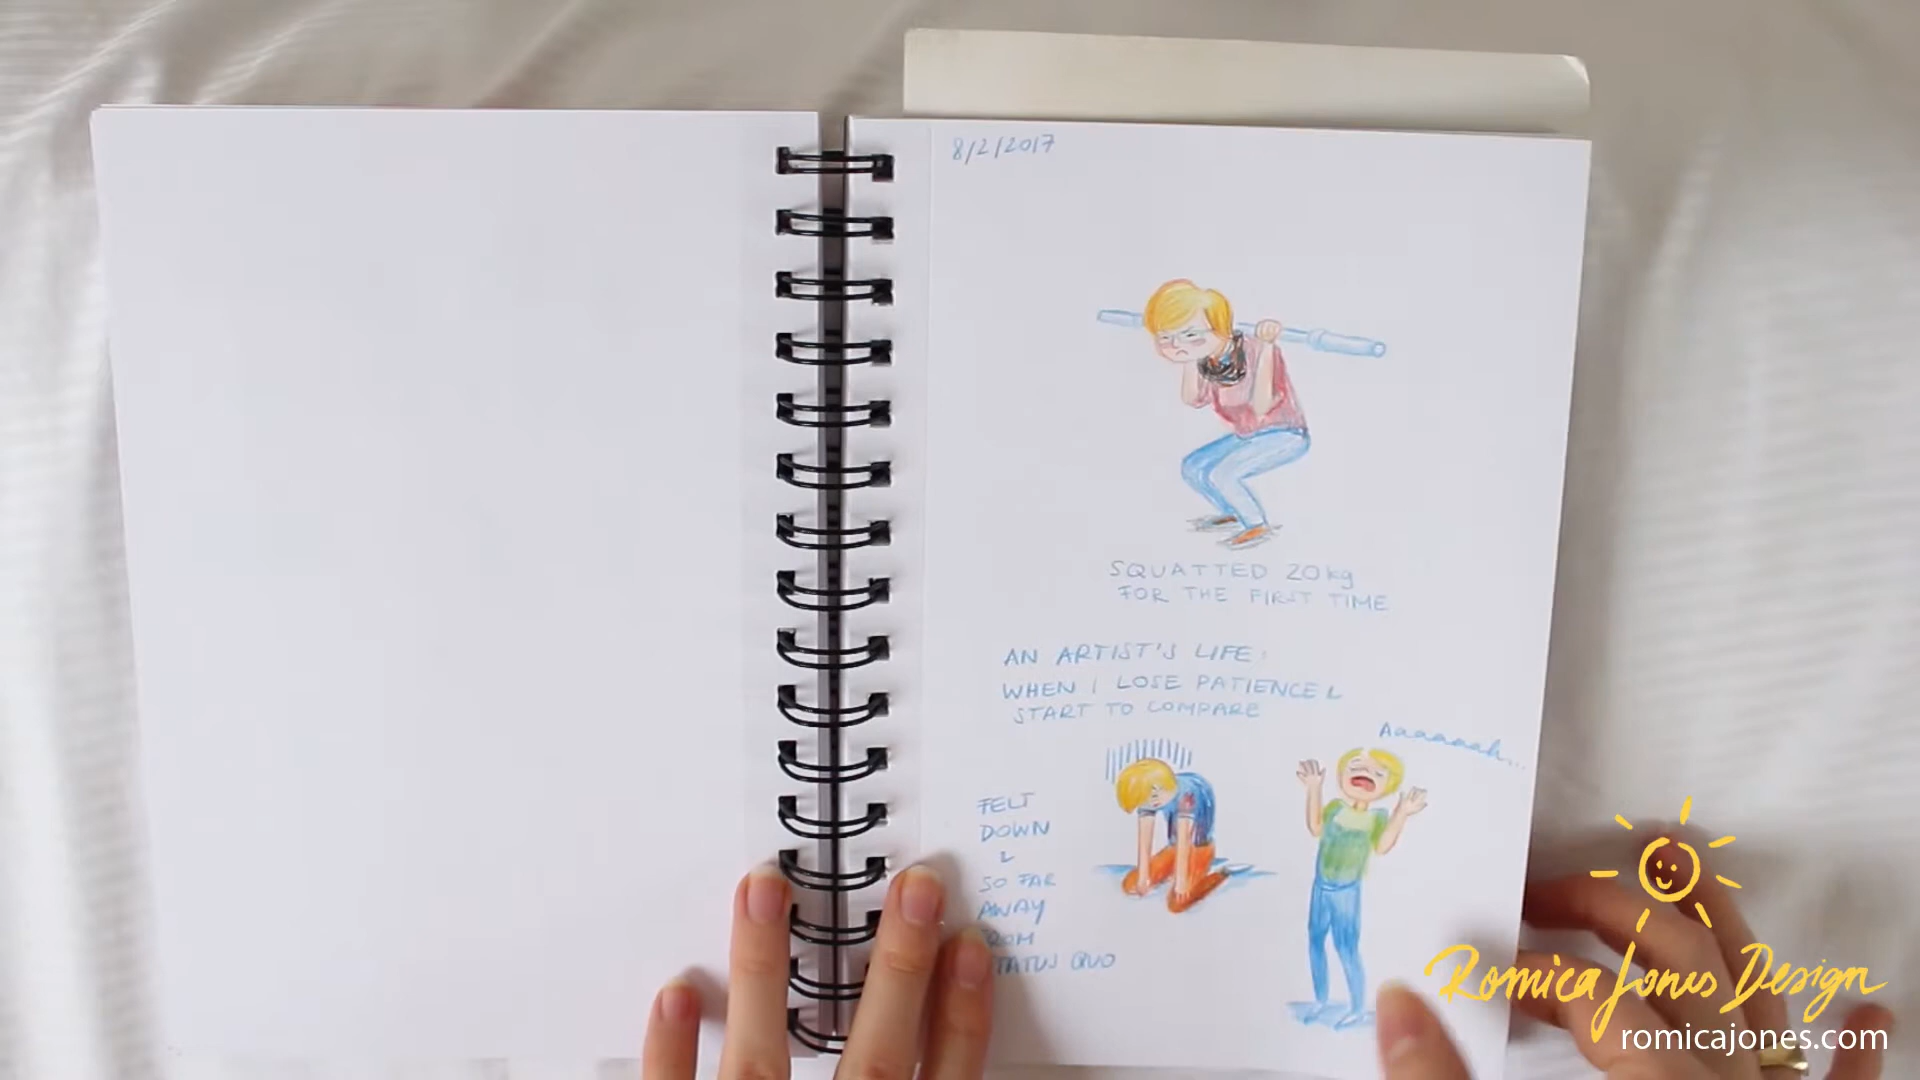 8/2/2017
SQUATTED 20kg
FOR THE FIRST TIME
AN ARTIST'S LIFE:
WHEN I LOSE PATIENCE &
START TO COMPARE
Aaaaaaah...
FELT
DOWN
&
SO FAR
AWAY
QUO
Romica Jones Design
romicajones.com